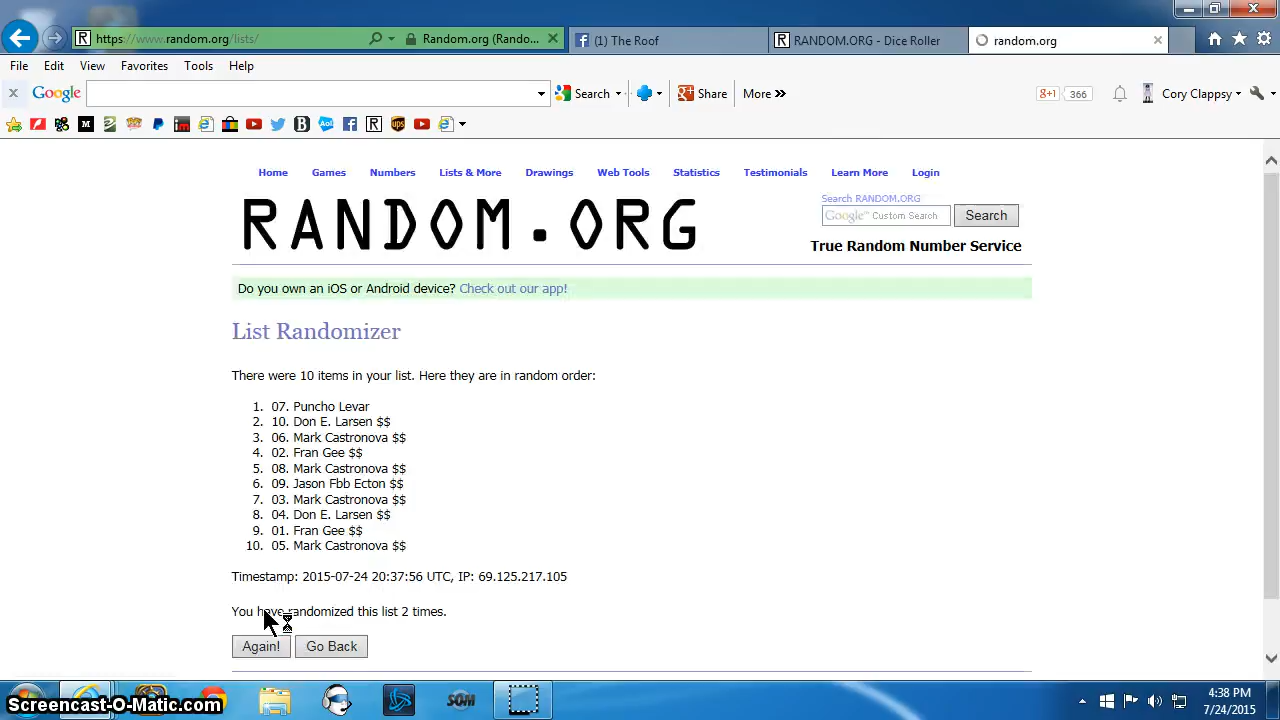 https://www.random.org/lists/
Random.org (Rando...
(1) The Roof
RANDOM.ORG - Dice Roller
random.org
File Edit View Favorites Tools Help
Google
Search
Share
More »
g+1 366
Cory Clappsy
Home Games Numbers Lists & More Drawings Web Tools Statistics Testimonials Learn More Login
RANDOM.ORG
Search RANDOM.ORG
Google™ Custom Search
Search
True Random Number Service
Do you own an iOS or Android device? Check out our app!
List Randomizer
There were 10 items in your list. Here they are in random order:
1. 07. Puncho Levar
2. 10. Don E. Larsen $$
3. 06. Mark Castronova $$
4. 02. Fran Gee $$
5. 08. Mark Castronova $$
6. 09. Jason Fbb Ecton $$
7. 03. Mark Castronova $$
8. 04. Don E. Larsen $$
9. 01. Fran Gee $$
10. 05. Mark Castronova $$
Timestamp: 2015-07-24 20:37:56 UTC, IP: 69.125.217.105
You have randomized this list 2 times.
Again! Go Back
SOM
4:38 PM
7/24/2015
Screencast-O-Matic.com